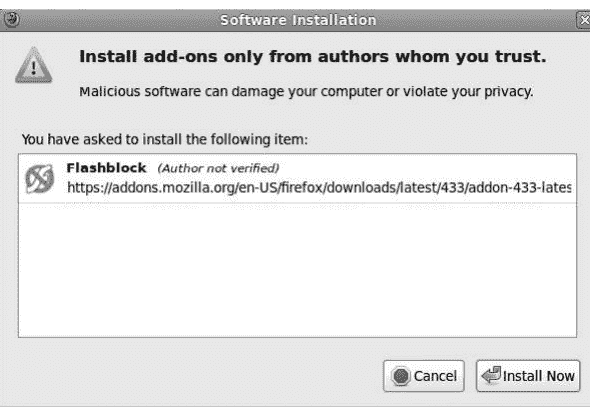 Software Installation
Install add-ons only from authors whom you trust.
Malicious software can damage your computer or violate your privacy.
You have asked to install the following item:
Flashblock (Author not verified)
https://addons.mozilla.org/en-US/firefox/downloads/latest/433/addon-433-lates
Cancel
Install Now